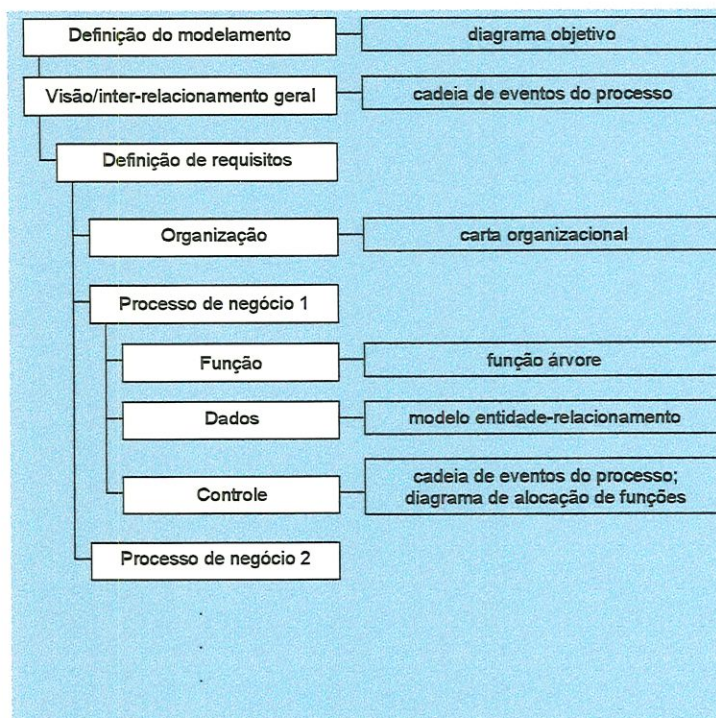 Definição do modelamento
diagrama objetivo
Visão/inter-relacionamento geral
cadeia de eventos do processo
Definição de requisitos
Organização
carta organizacional
Processo de negócio 1
Função
função árvore
Dados
modelo entidade-relacionamento
Controle
cadeia de eventos do processo;
diagrama de alocação de funções
Processo de negócio 2
.
.
.